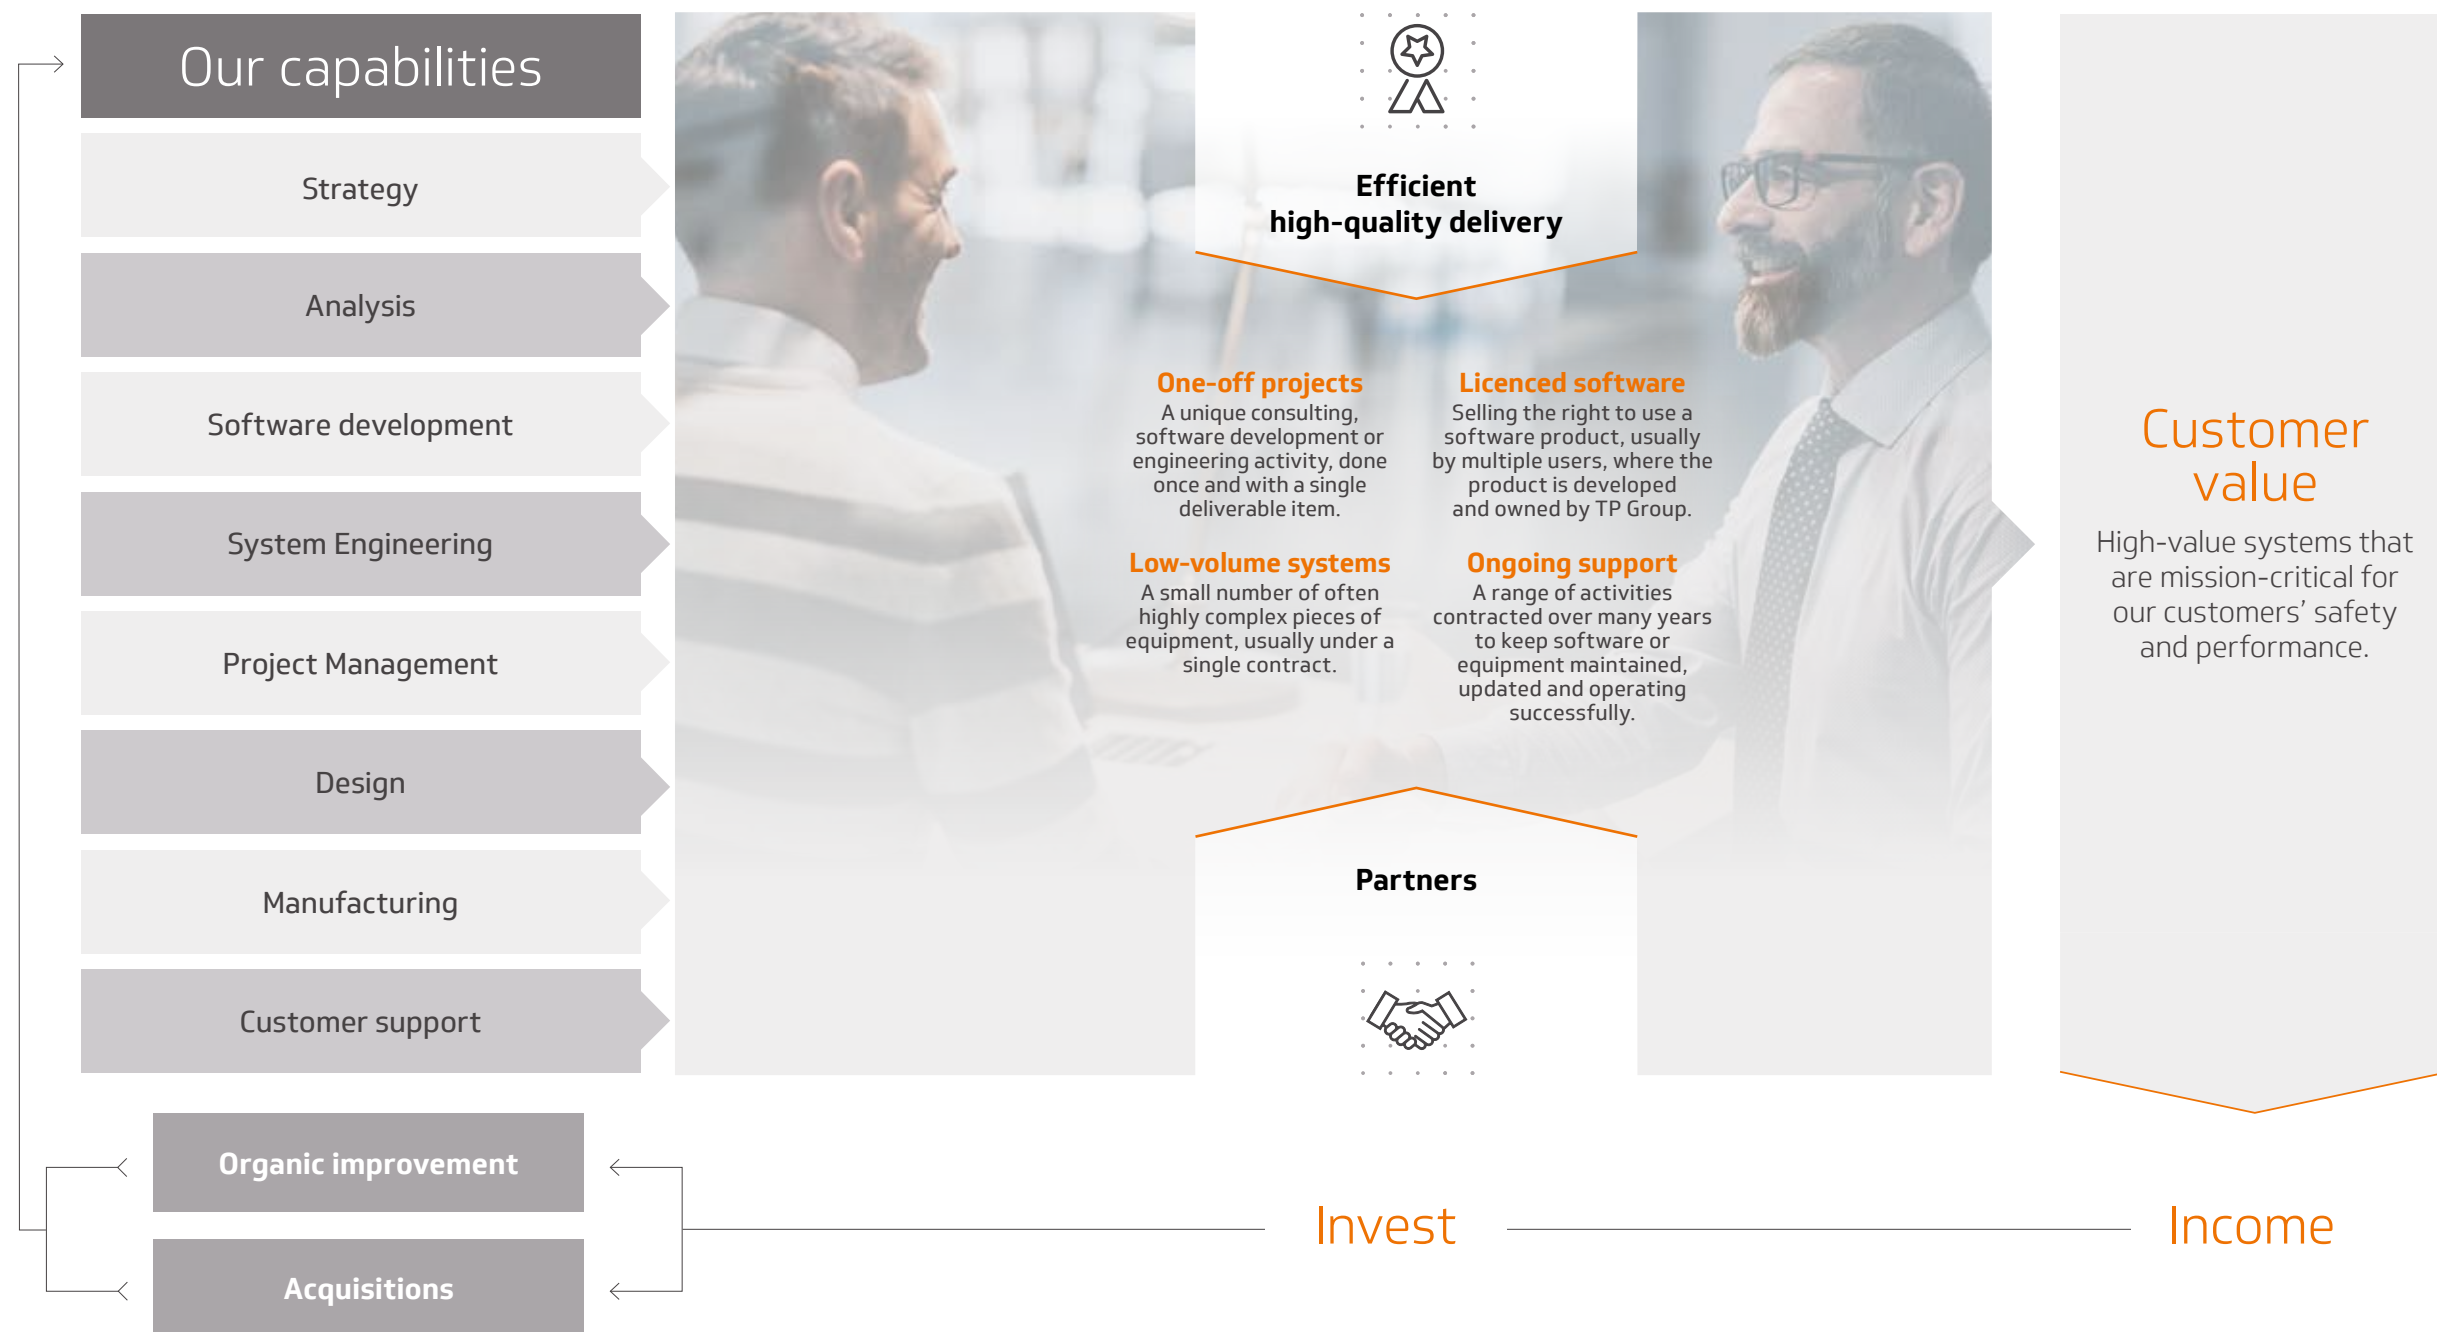 Our capabilities
Strategy
Analysis
Software development
System Engineering
Project Management
Design
Manufacturing
Customer support
Organic improvement
Acquisitions
Efficient
high-quality delivery
One-off projects
A unique consulting,
software development or
engineering activity, done
once and with a single
deliverable item.
Licenced software
Selling the right to use a
software product, usually
by multiple users, where the
product is developed
and owned by TP Group.
Low-volume systems
A small number of often
highly complex pieces of
equipment, usually under a
single contract.
Ongoing support
A range of activities
contracted over many years
to keep software or
equipment maintained,
updated and operating
successfully.
Partners
Customer
value
High-value systems that
are mission-critical for
our customers’ safety
and performance.
Invest
Income